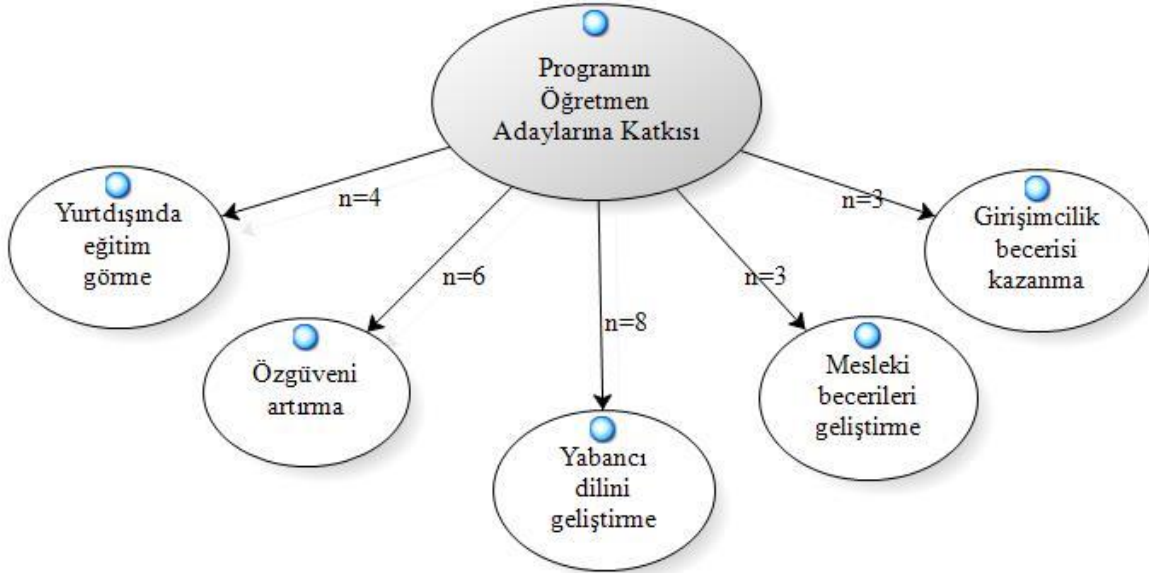 Programın
Öğretmen
Adaylarına Katkısı
n=4
n=6
n=8
n=3
n=3
Yurtdışında
eğitim
görme
Özgüveni
artırma
Yabancı
dilini
geliştirme
Mesleki
becerileri
geliştirme
Girişimcilik
becerisi
kazanma